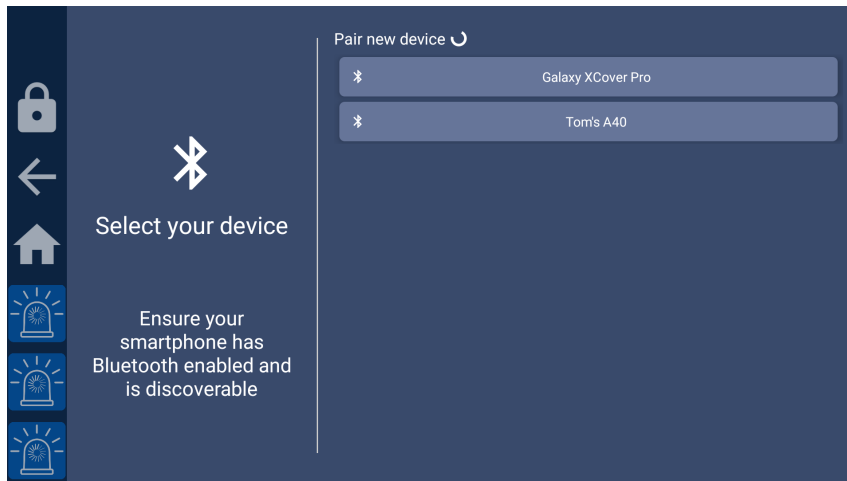 Pair new device
Galaxy XCover Pro
Tom's A40
Select your device
Ensure your
smartphone has
Bluetooth enabled and
is discoverable